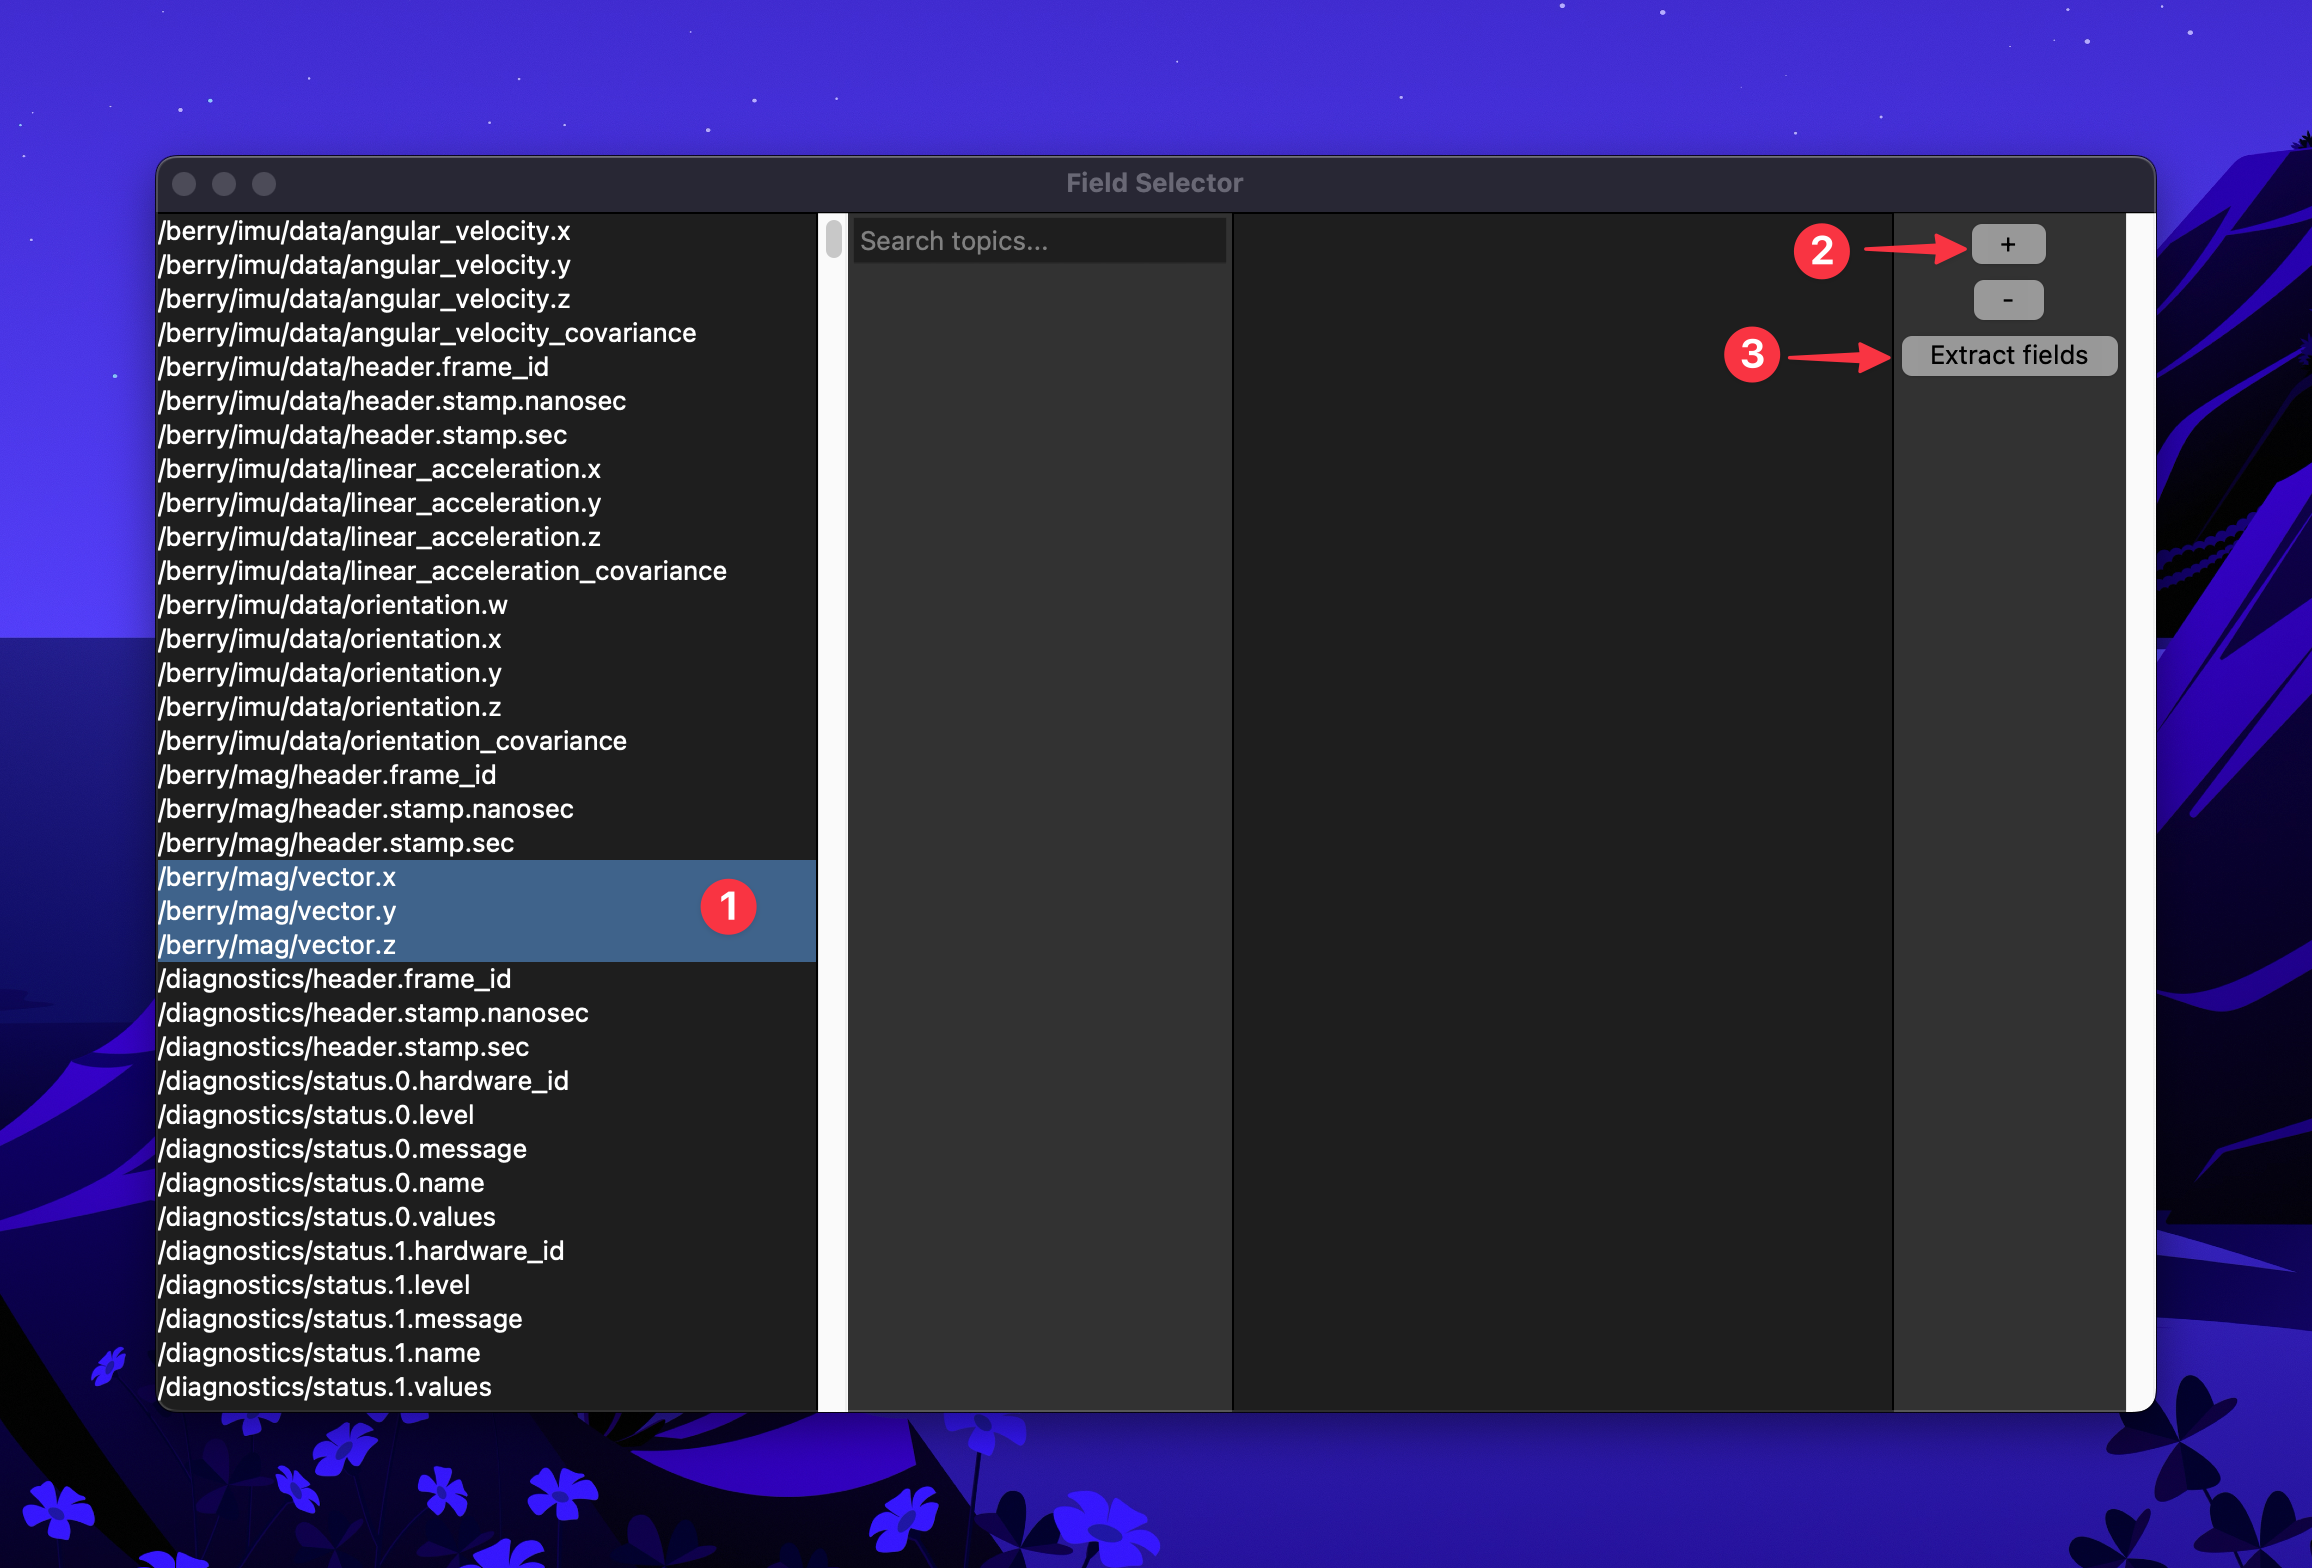 Field Selector
/berry/imu/data/angular_velocity.x
/berry/imu/data/angular_velocity.y
/berry/imu/data/angular_velocity.z
/berry/imu/data/angular_velocity_covariance
/berry/imu/data/header.frame_id
/berry/imu/data/header.stamp.nanosec
/berry/imu/data/header.stamp.sec
/berry/imu/data/linear_acceleration.x
/berry/imu/data/linear_acceleration.y
/berry/imu/data/linear_acceleration.z
/berry/imu/data/linear_acceleration_covariance
/berry/imu/data/orientation.w
/berry/imu/data/orientation.x
/berry/imu/data/orientation.y
/berry/imu/data/orientation.z
/berry/imu/data/orientation_covariance
/berry/mag/header.frame_id
/berry/mag/header.stamp.nanosec
/berry/mag/header.stamp.sec
/berry/mag/vector.x
/berry/mag/vector.y
/berry/mag/vector.z
1
/diagnostics/header.frame_id
/diagnostics/header.stamp.nanosec
/diagnostics/header.stamp.sec
/diagnostics/status.0.hardware_id
/diagnostics/status.0.level
/diagnostics/status.0.message
/diagnostics/status.0.name
/diagnostics/status.0.values
/diagnostics/status.1.hardware_id
/diagnostics/status.1.level
/diagnostics/status.1.message
/diagnostics/status.1.name
/diagnostics/status.1.values
Search topics...
2
+
-
3
Extract fields